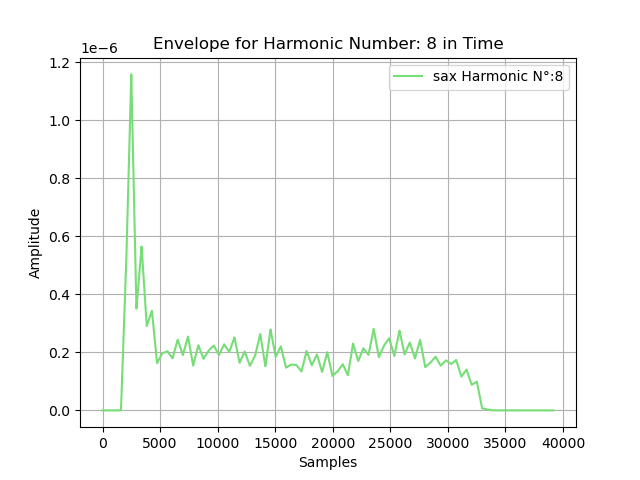 Envelope for Harmonic Number: 8 in Time
1e−6
sax Harmonic N°:8
1.2
1.0
0.8
0.6
0.4
0.2
0.0
Amplitude
0 5000 10000 15000 20000 25000 30000 35000 40000
Samples